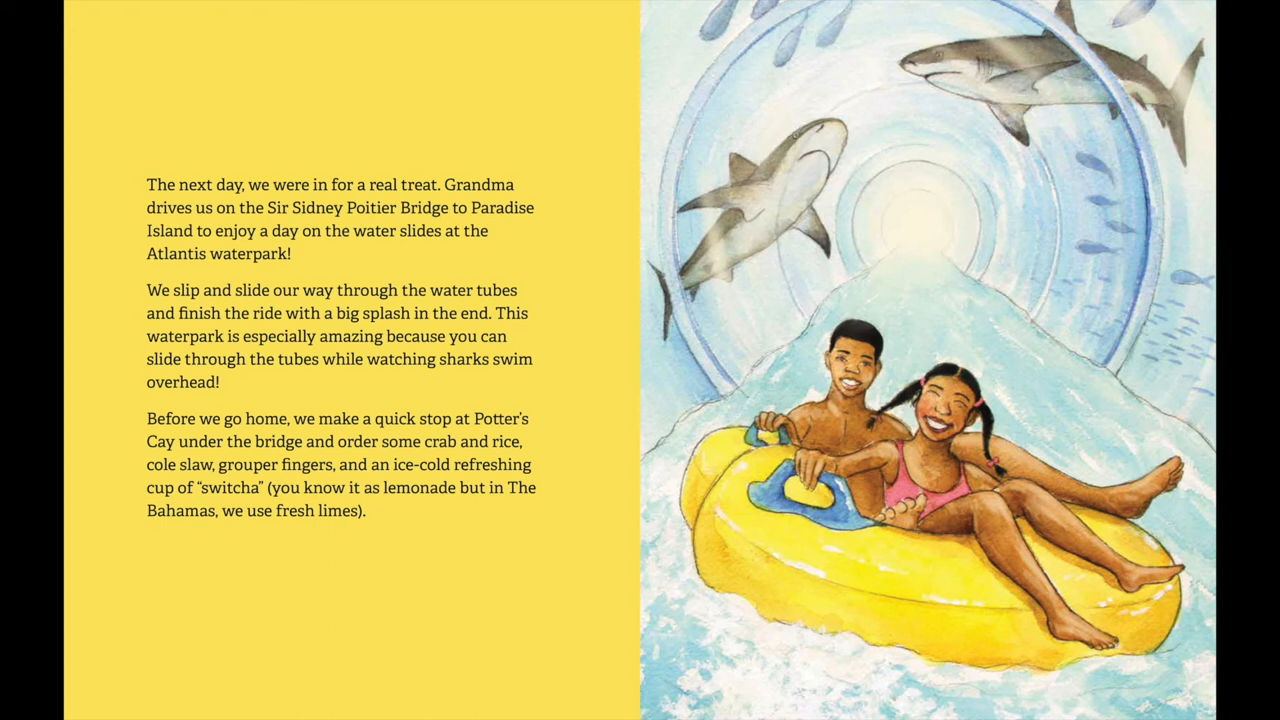 The next day, we were in for a real treat. Grandma
drives us on the Sir Sidney Poitier Bridge to Paradise
Island to enjoy a day on the water slides at the
Atlantis waterpark!
We slip and slide our way through the water tubes
and finish the ride with a big splash in the end. This
waterpark is especially amazing because you can
slide through the tubes while watching sharks swim
overhead!
Before we go home, we make a quick stop at Potter’s
Cay under the bridge and order some crab and rice,
cole slaw, grouper fingers, and an ice-cold refreshing
cup of “switcha” (you know it as lemonade but in The
Bahamas, we use fresh limes).